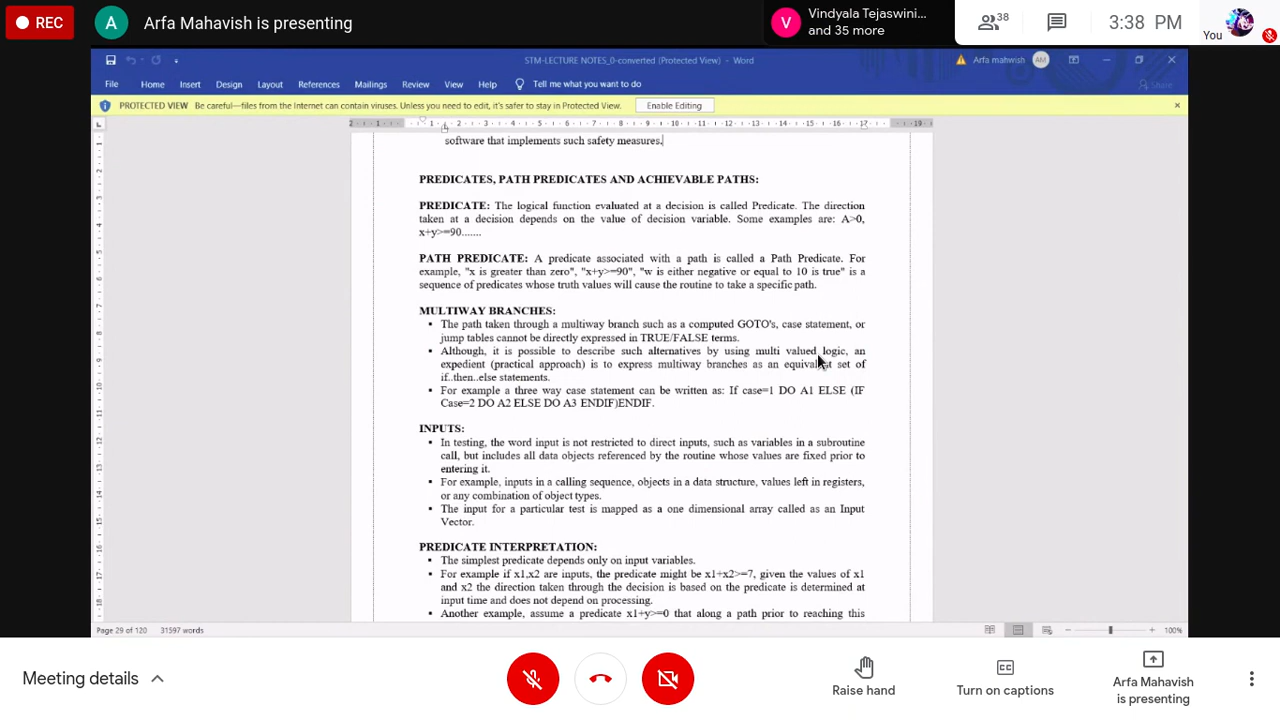 REC
A
Arfa Mahavish is presenting
V
Vindyala Tejaswini...
and 35 more
38
3:38 PM
You
STM-LECTURE NOTES_0-converted (Protected View) - Word
Arfa mahwish
AM
File Home Insert Design Layout References Mailings Review View Help Tell me what you want to do
Share
PROTECTED VIEW Be careful—files from the Internet can contain viruses. Unless you need to edit, it's safer to stay in Protected View.
Enable Editing
software that implements such safety measures.
PREDICATES, PATH PREDICATES AND ACHIEVABLE PATHS:
PREDICATE: The logical function evaluated at a decision is called Predicate. The direction
taken at a decision depends on the value of decision variable. Some examples are: A>0,
x+y>=90.......
PATH PREDICATE: A predicate associated with a path is called a Path Predicate. For
example, "x is greater than zero", "x+y>=90", "w is either negative or equal to 10 is true" is a
sequence of predicates whose truth values will cause the routine to take a specific path.
MULTIWAY BRANCHES:
▪ The path taken through a multiway branch such as a computed GOTO's, case statement, or
jump tables cannot be directly expressed in TRUE/FALSE terms.
▪ Although, it is possible to describe such alternatives by using multi valued logic, an
expedient (practical approach) is to express multiway branches as an equivalent set of
if..then..else statements.
▪ For example a three way case statement can be written as: If case=1 DO A1 ELSE (IF
Case=2 DO A2 ELSE DO A3 ENDIF)ENDIF.
INPUTS:
▪ In testing, the word input is not restricted to direct inputs, such as variables in a subroutine
call, but includes all data objects referenced by the routine whose values are fixed prior to
entering it.
▪ For example, inputs in a calling sequence, objects in a data structure, values left in registers,
or any combination of object types.
▪ The input for a particular test is mapped as a one dimensional array called as an Input
Vector.
PREDICATE INTERPRETATION:
▪ The simplest predicate depends only on input variables.
▪ For example if x1,x2 are inputs, the predicate might be x1+x2>=7, given the values of x1
and x2 the direction taken through the decision is based on the predicate is determined at
input time and does not depend on processing.
▪ Another example, assume a predicate x1+y>=0 that along a path prior to reaching this
Page 29 of 120 31597 words
100%
Meeting details
Raise hand
CC
Turn on captions
Arfa Mahavish
is presenting